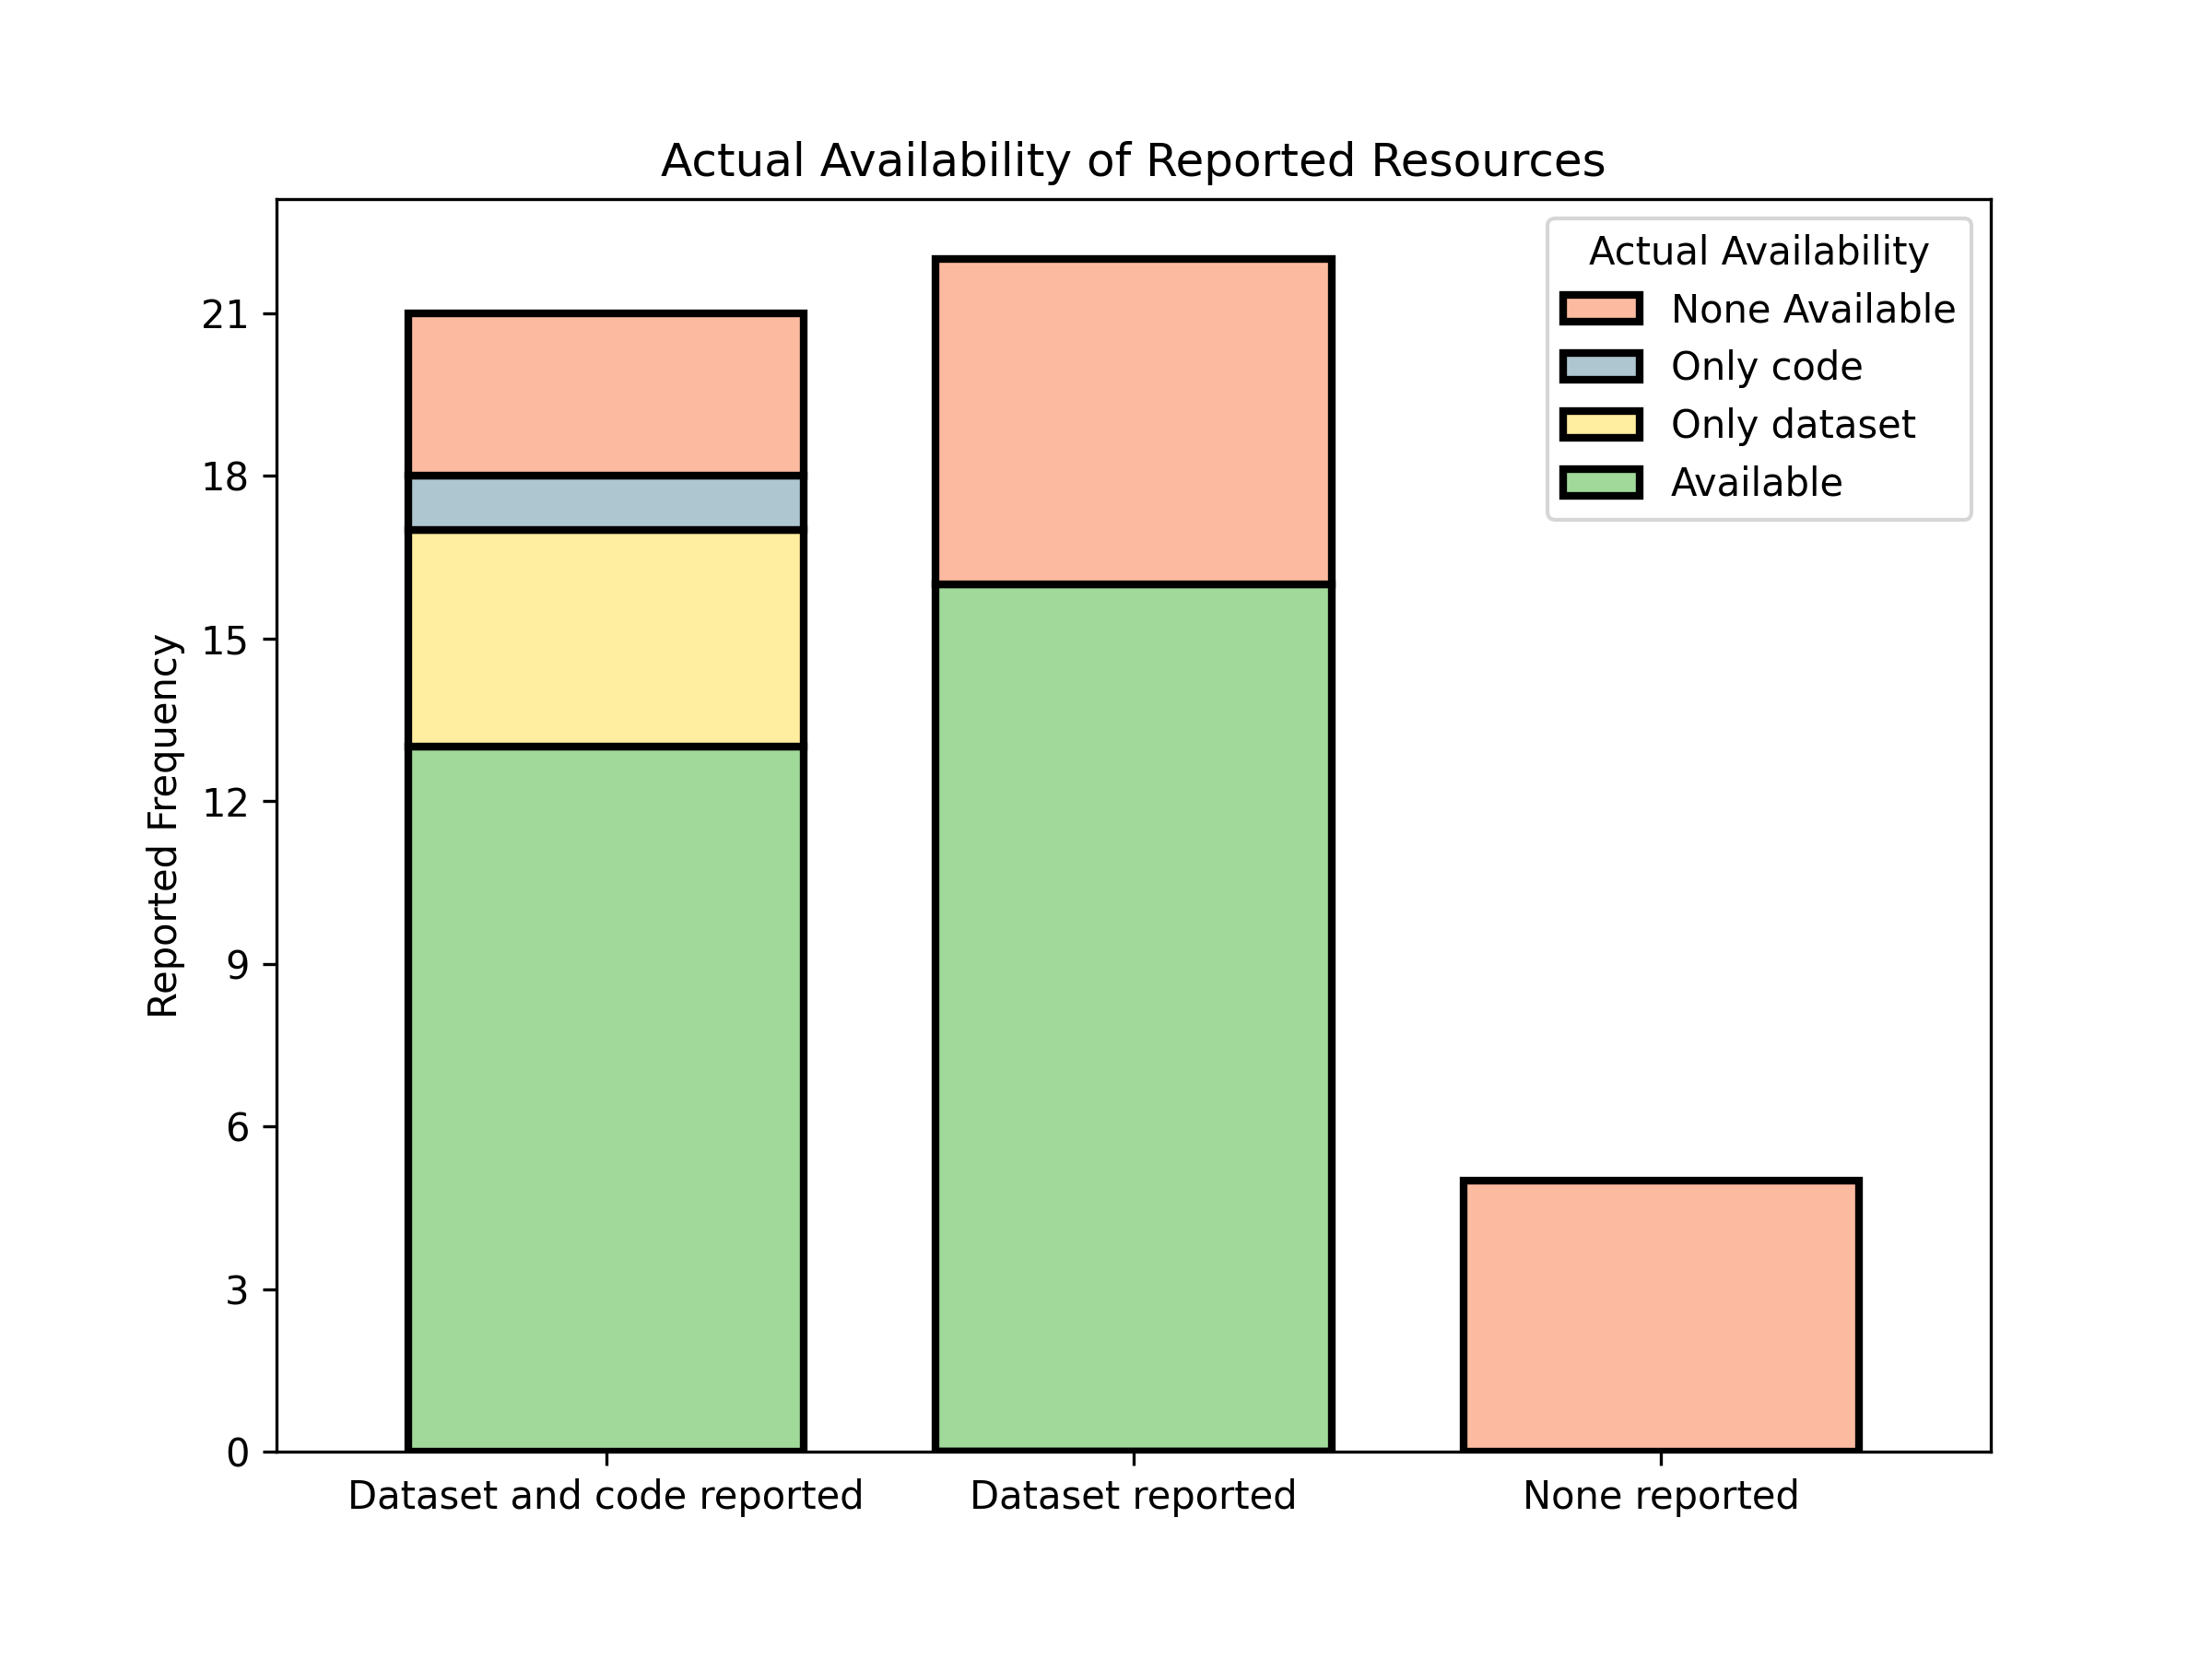 Actual Availability of Reported Resources
Actual Availability
None Available
Only code
Only dataset
Available
Reported Frequency
21
18
15
12
9
6
3
0
Dataset and code reported
Dataset reported
None reported